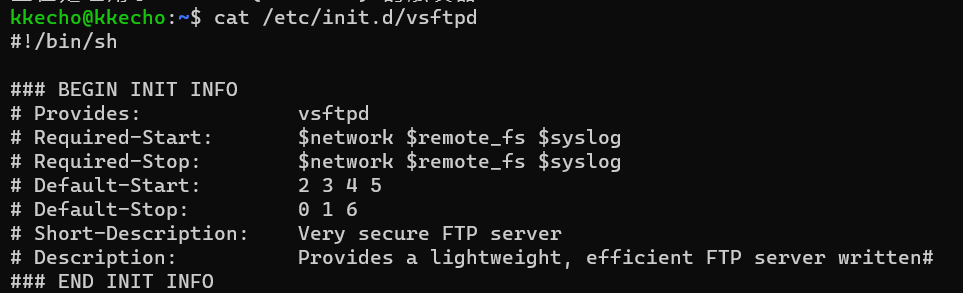 kkecho@kkecho:~$ cat /etc/init.d/vsftpd
#!/bin/sh

### BEGIN INIT INFO
# Provides:             vsftpd
# Required-Start:       $network $remote_fs $syslog
# Required-Stop:        $network $remote_fs $syslog
# Default-Start:        2 3 4 5
# Default-Stop:         0 1 6
# Short-Description:    Very secure FTP server
# Description:          Provides a lightweight, efficient FTP server written#
### END INIT INFO